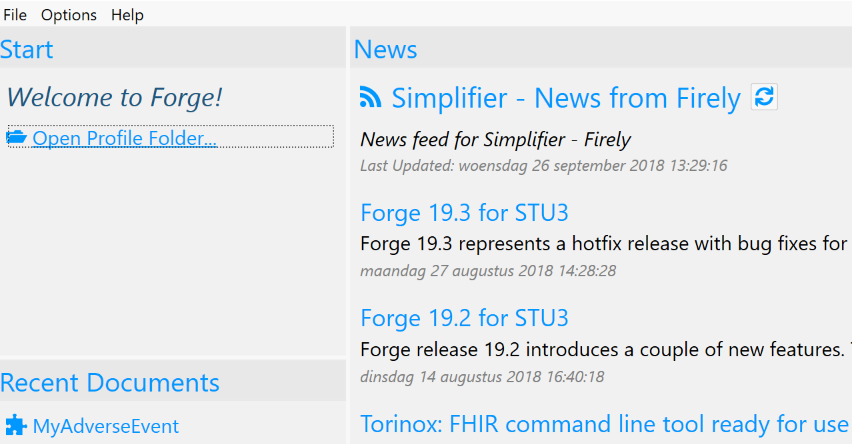 File Options Help
Start
Welcome to Forge!
Open Profile Folder...
Recent Documents
MyAdverseEvent
News
Simplifier - News from Firely
News feed for Simplifier - Firely
Last Updated: woensdag 26 september 2018 13:29:16
Forge 19.3 for STU3
Forge 19.3 represents a hotfix release with bug fixes for
maandag 27 augustus 2018 14:28:28
Forge 19.2 for STU3
Forge release 19.2 introduces a couple of new features.
dinsdag 14 augustus 2018 16:40:18
Torinox: FHIR command line tool ready for use